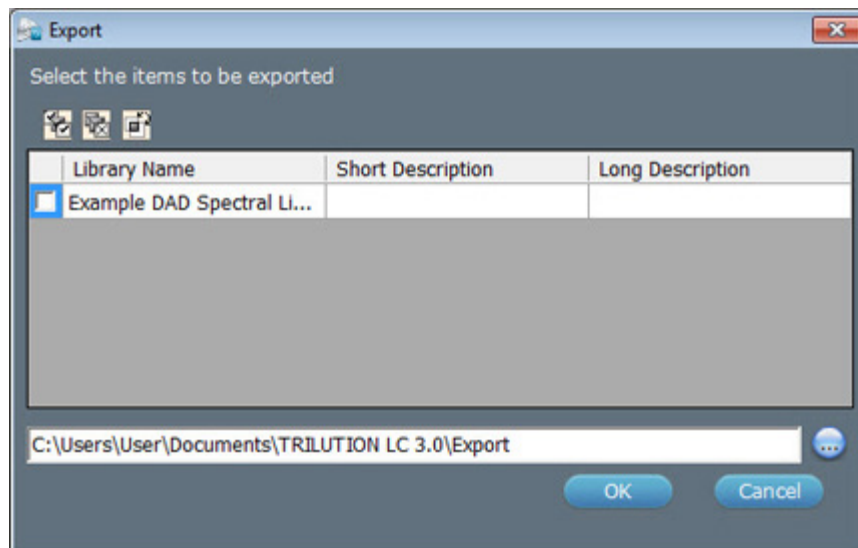 Export
Select the items to be exported
Library Name Short Description Long Description
Example DAD Spectral Li...
C:\Users\User\Documents\TRILUTION LC 3.0\Export
...
OK Cancel